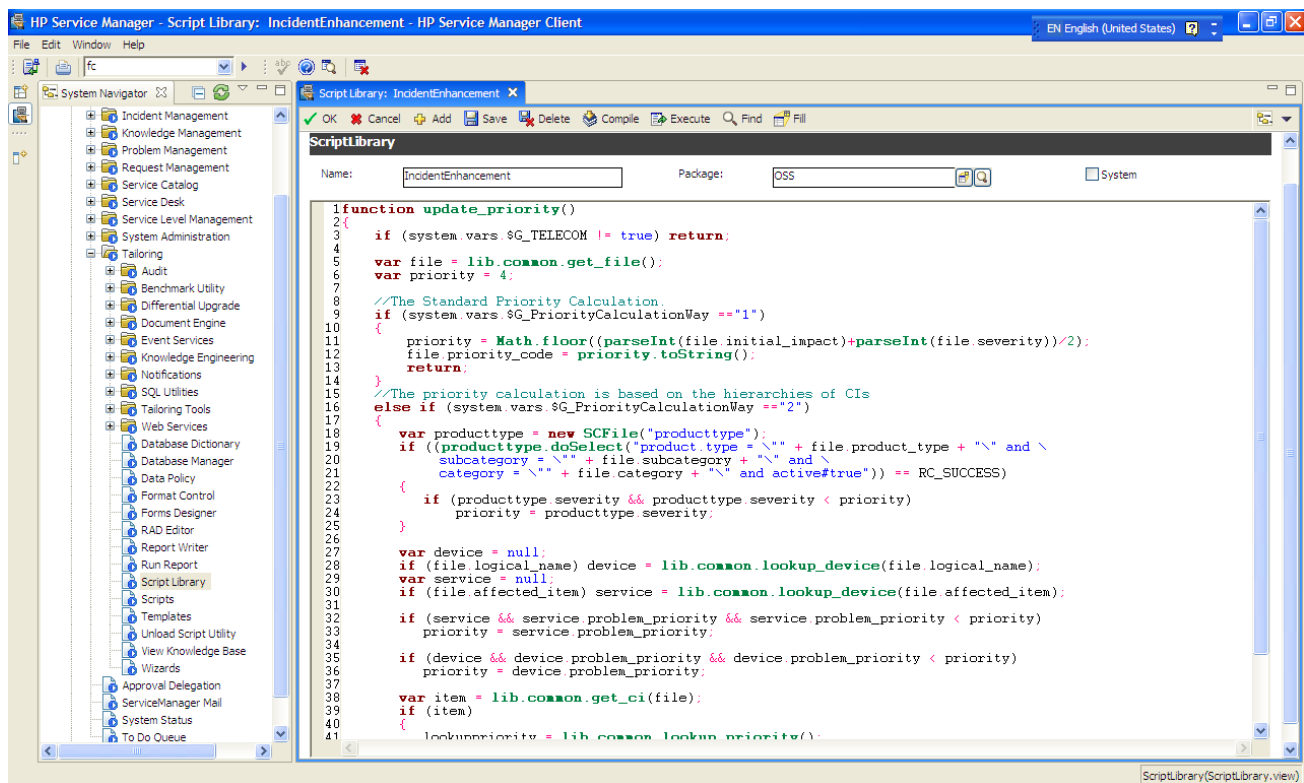 HP Service Manager - Script Library: IncidentEnhancement - HP Service Manager Client
EN English (United States)
File Edit Window Help
fc
System Navigator
Script Library: IncidentEnhancement
Incident Management
Knowledge Management
Problem Management
Request Management
Service Catalog
Service Desk
Service Level Management
System Administration
Tailoring
Audit
Benchmark Utility
Differential Upgrade
Document Engine
Event Services
Knowledge Engineering
Notifications
SQL Utilities
Tailoring Tools
Web Services
Database Dictionary
Database Manager
Data Policy
Format Control
Forms Designer
RAD Editor
Report Writer
Run Report
Script Library
Scripts
Templates
Unload Script Utility
View Knowledge Base
Wizards
Approval Delegation
ServiceManager Mail
System Status
To Do Queue
OK Cancel Add Save Delete Compile Execute Find Fill
ScriptLibrary
Name: IncidentEnhancement Package: OSS System
1 function update_priority()
2 {
3 if (system.vars.$G_TELECOM != true) return;
4
5 var file = lib.common.get_file();
6 var priority = 4;
7
8 //The Standard Priority Calculation.
9 if (system.vars.$G_PriorityCalculationWay =="1")
10 {
11 priority = Math.floor((parseInt(file.initial_impact)+parseInt(file.severity))/2);
12 file.priority_code = priority.toString();
13 return;
14 }
15 //The priority calculation is based on the hierarchies of CIs
16 else if (system.vars.$G_PriorityCalculationWay =="2")
17 {
18 var producttype = new SCFile("producttype");
19 if ((producttype.doSelect("product.type = \"" + file.product_type + "\" and \
20 subcategory = \"" + file.subcategory + "\" and \
21 category = \"" + file.category + "\" and active#true")) == RC_SUCCESS)
22 {
23 if (producttype.severity && producttype.severity < priority)
24 priority = producttype.severity;
25 }
26
27 var device = null;
28 if (file.logical_name) device = lib.common.lookup_device(file.logical_name);
29 var service = null;
30 if (file.affected_item) service = lib.common.lookup_device(file.affected_item);
31
32 if (service && service.problem_priority && service.problem_priority < priority)
33 priority = service.problem_priority;
34
35 if (device && device.problem_priority && device.problem_priority < priority)
36 priority = device.problem_priority;
37
38 var item = lib.common.get_ci(file);
39 if (item)
40 {
41 lookuppriority = lib.common.lookup_priority();
ScriptLibrary(ScriptLibrary.view)